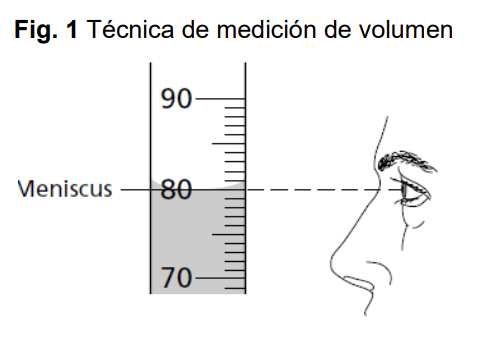 Fig. 1 Técnica de medición de volumen
90
Meniscus 80
70